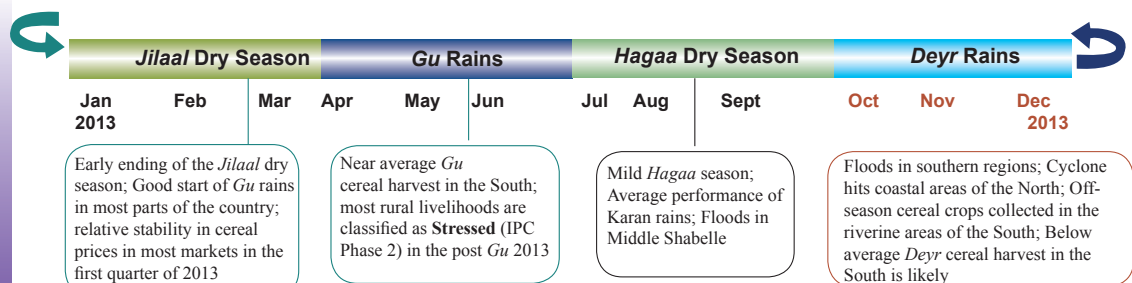 Jilaal Dry Season Gu Rains Hagaa Dry Season Deyr Rains
Jan Feb Mar Apr May Jun Jul Aug Sept Oct Nov Dec
2013 2013
Early ending of the Jilaal dry
season; Good start of Gu rains
in most parts of the country;
relative stability in cereal
prices in most markets in the
first quarter of 2013
Near average Gu
cereal harvest in the South;
most rural livelihoods are
classified as Stressed (IPC
Phase 2) in the post Gu 2013
Mild Hagaa season;
Average performance of
Karan rains; Floods in
Middle Shabelle
Floods in southern regions; Cyclone
hits coastal areas of the North; Off-
season cereal crops collected in the
riverine areas of the South; Below
average Deyr cereal harvest in the
South is likely